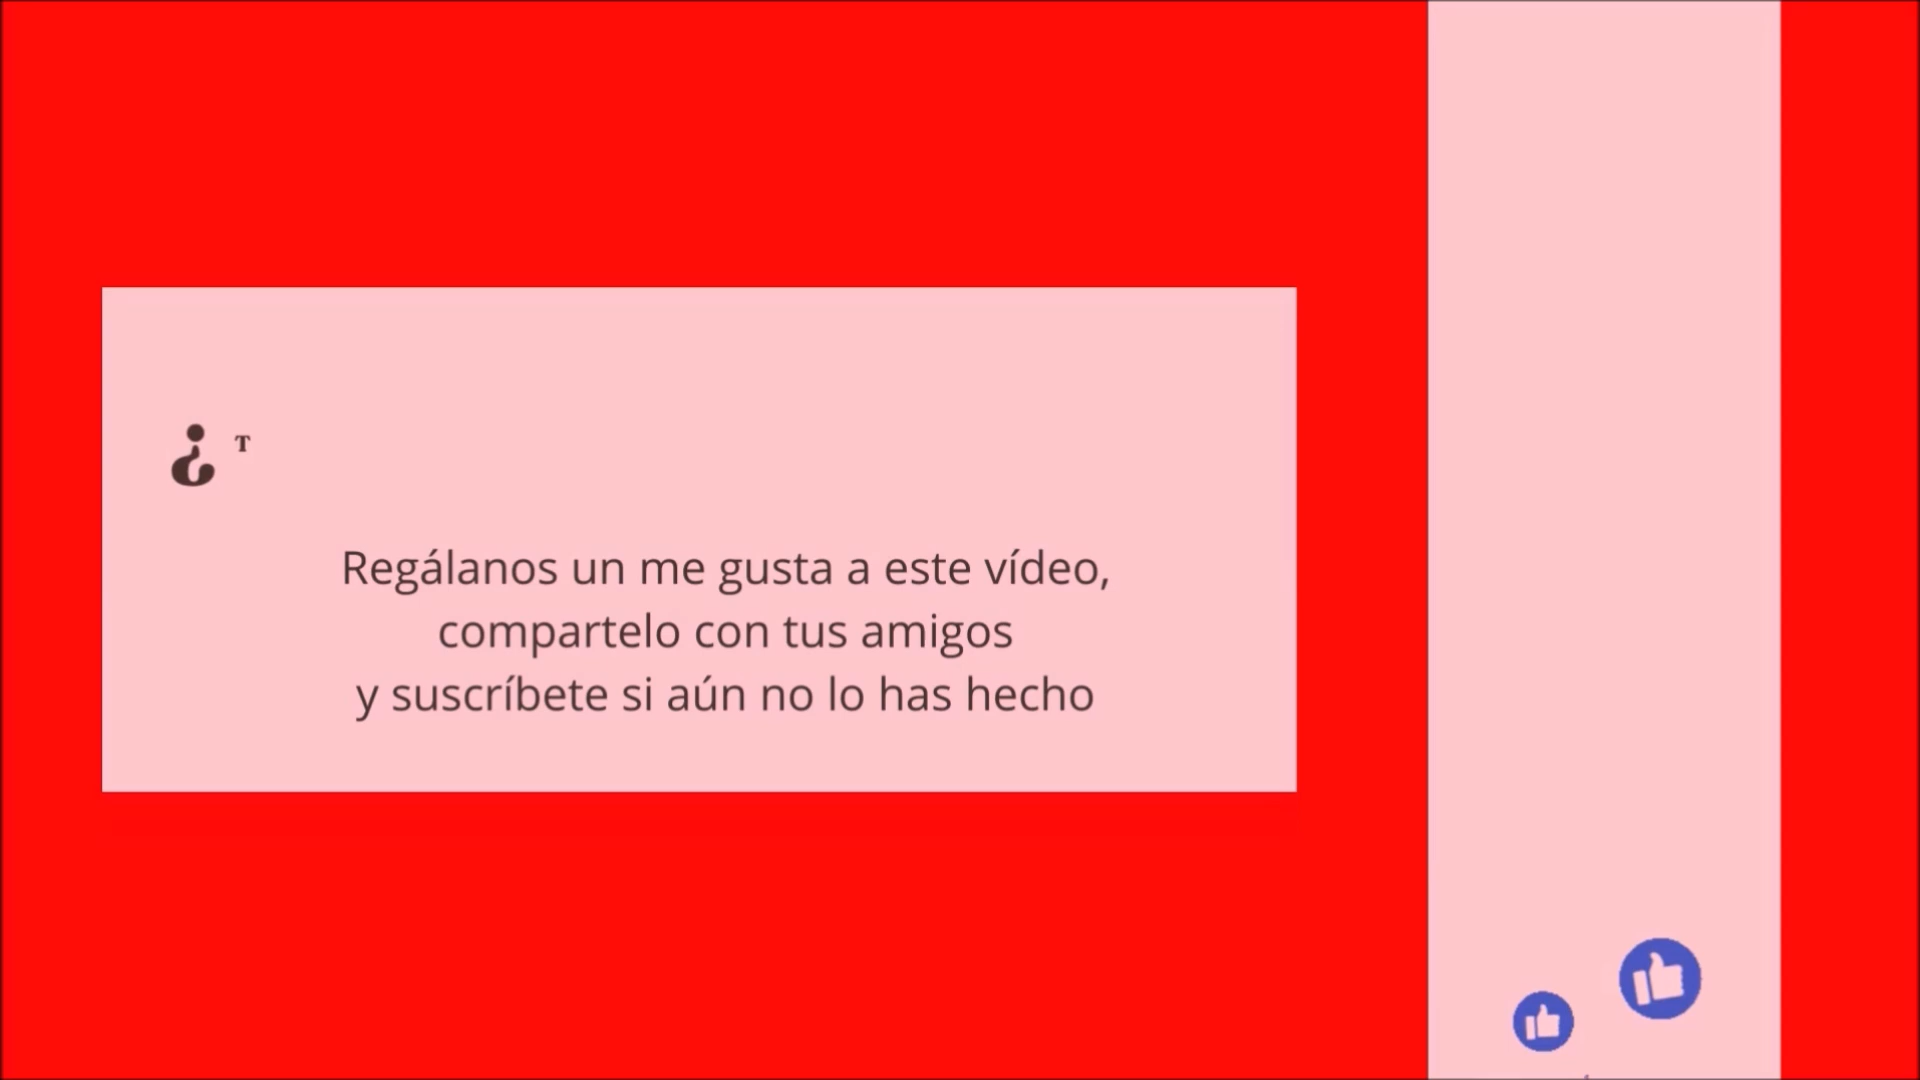 ¿ T
Regálanos un me gusta a este vídeo,
compartelo con tus amigos
y suscríbete si aún no lo has hecho